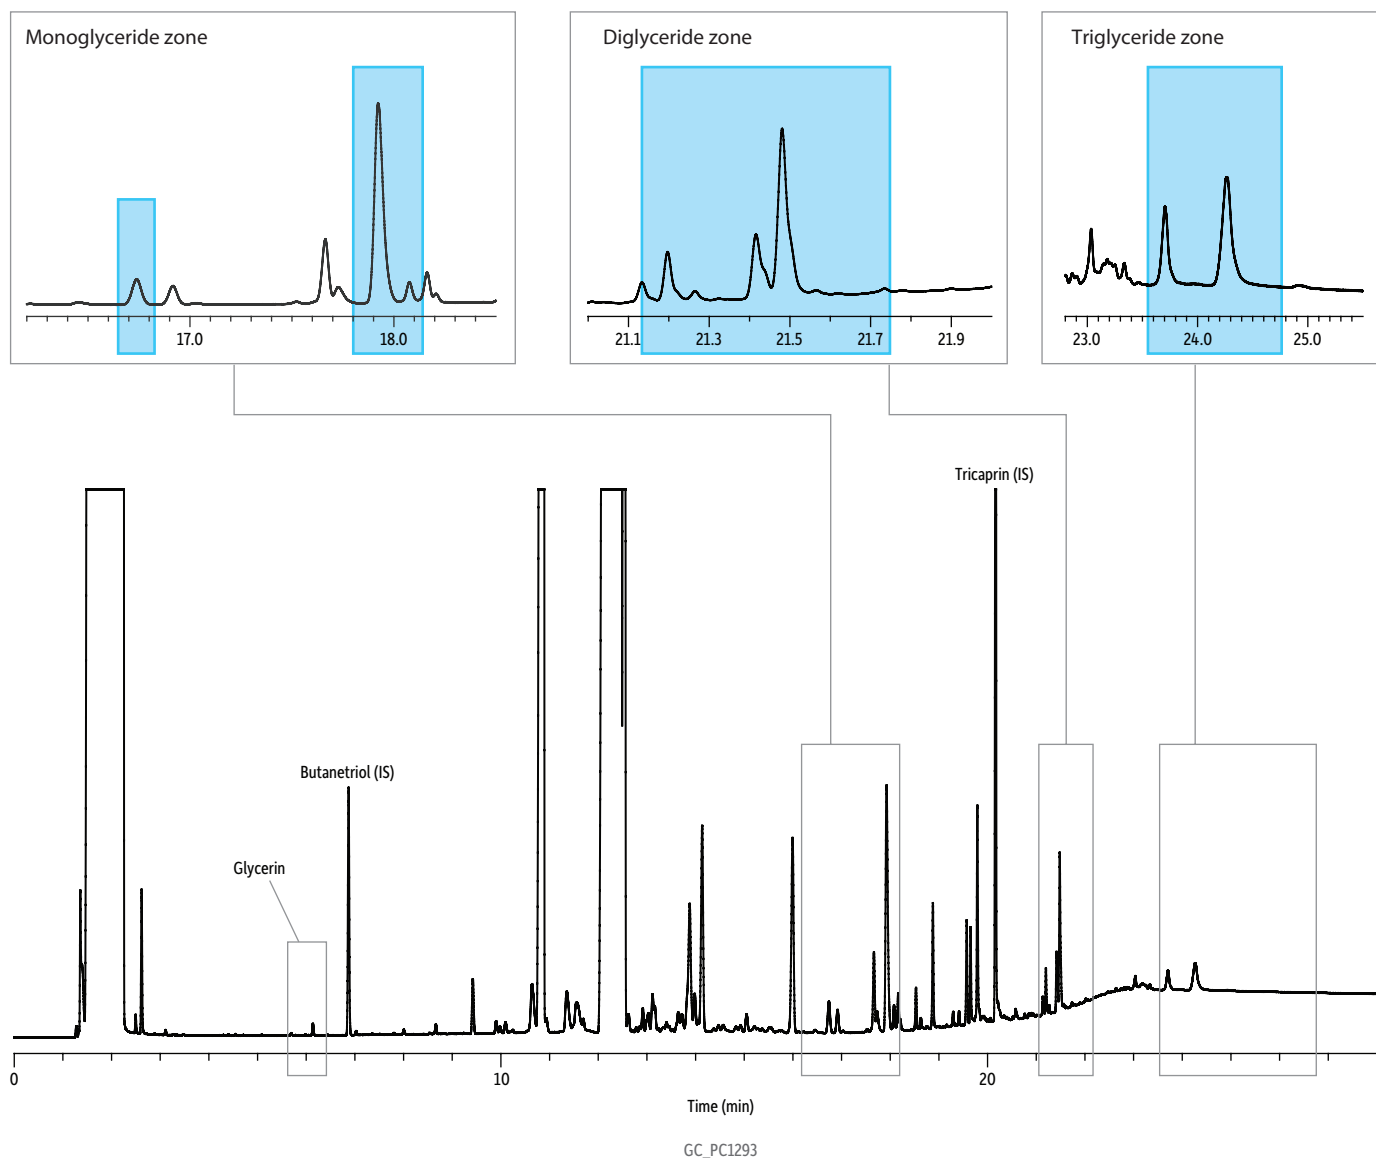 Monoglyceride zone
Diglyceride zone
Triglyceride zone
17.0 18.0
21.1 21.3 21.5 21.7 21.9
23.0 24.0 25.0
Tricaprin (IS)
Butanetriol (IS)
Glycerin
0 10 20
Time (min)
GC_PC1293